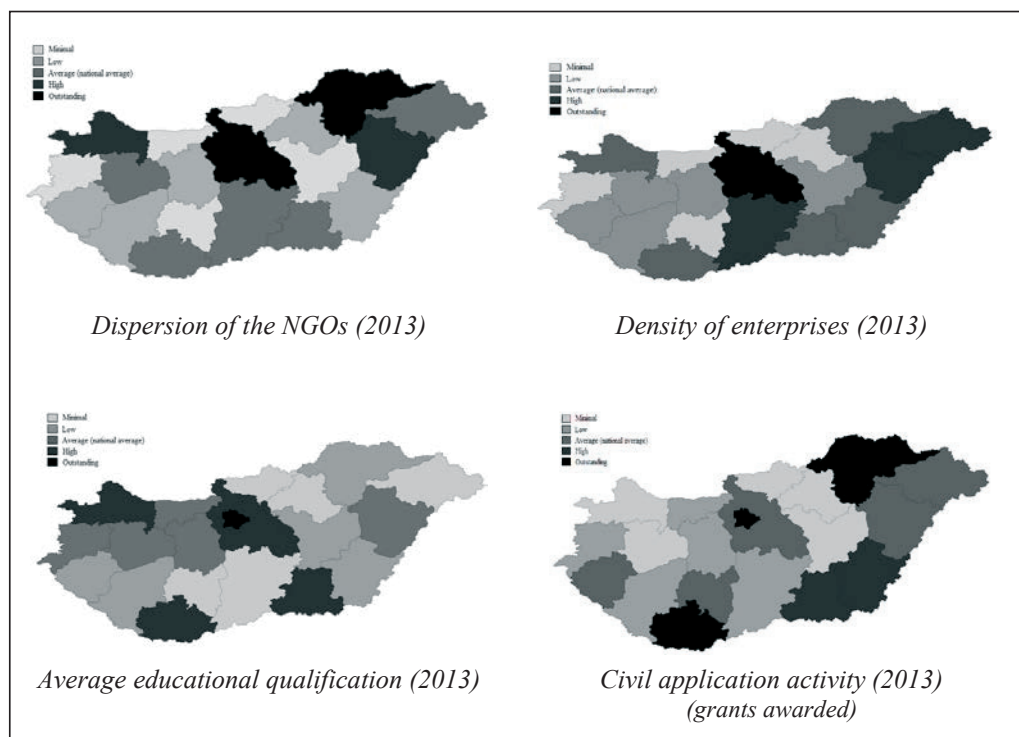 Minimal
Low
Average (national average)
High
Outstanding
Dispersion of the NGOs (2013)
Minimal
Low
Average (national average)
High
Outstanding
Density of enterprises (2013)
Minimal
Low
Average (national average)
High
Outstanding
Average educational qualification (2013)
Minimal
Low
Average (national average)
High
Outstanding
Civil application activity (2013)
(grants awarded)